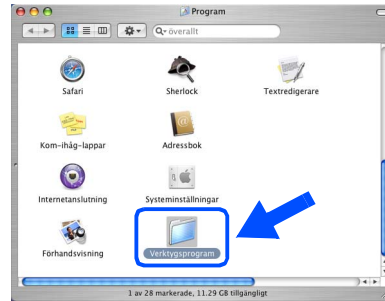 Program
överallt
Safari
Sherlock
Textredigerare
Kom-ihåg-lappar
Adressbok
Internetanslutning
Systeminställningar
Förhandsvisning
Verktygsprogram
1 av 28 markerade, 11.29 GB tillgängligt